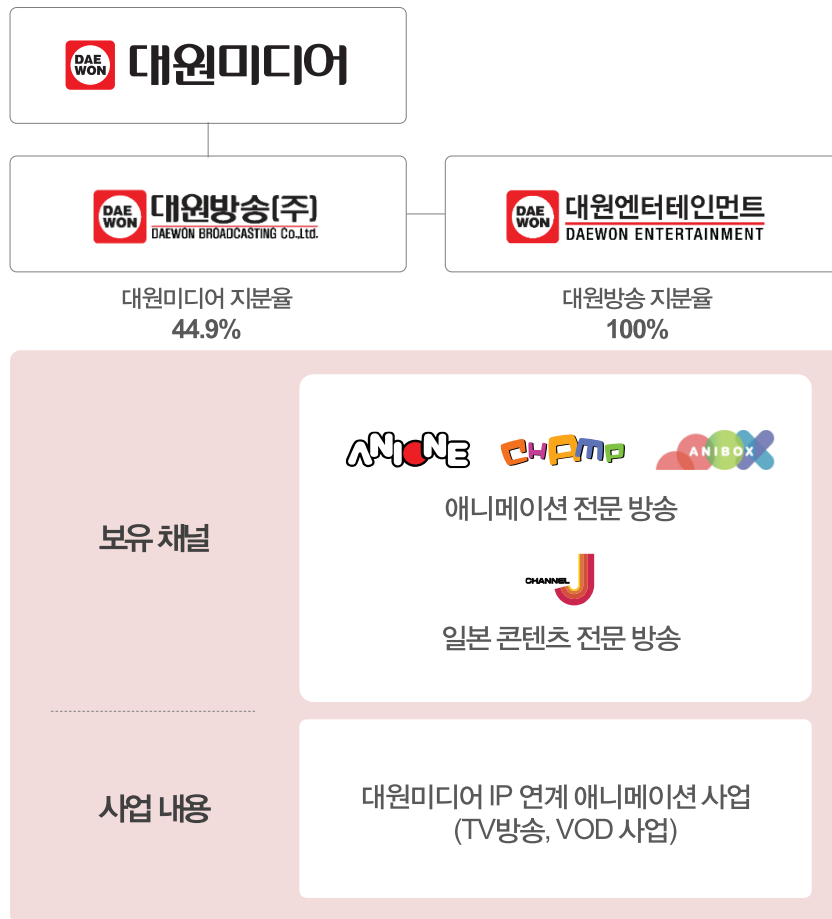 DAE
WON
대원미디어
DAE
WON
대원방송(주)
DAEWON BROADCASTING Co.,Ltd.
DAE
WON
대원엔터테인먼트
DAEWON ENTERTAINMENT
대원미디어 지분율
44.9%
대원방송 지분율
100%
보유 채널
ANIONE
CHAMP
ANIBOX
애니메이션 전문 방송
CHANNEL J
일본 콘텐츠 전문 방송
사업 내용
대원미디어 IP 연계 애니메이션 사업
(TV방송, VOD 사업)